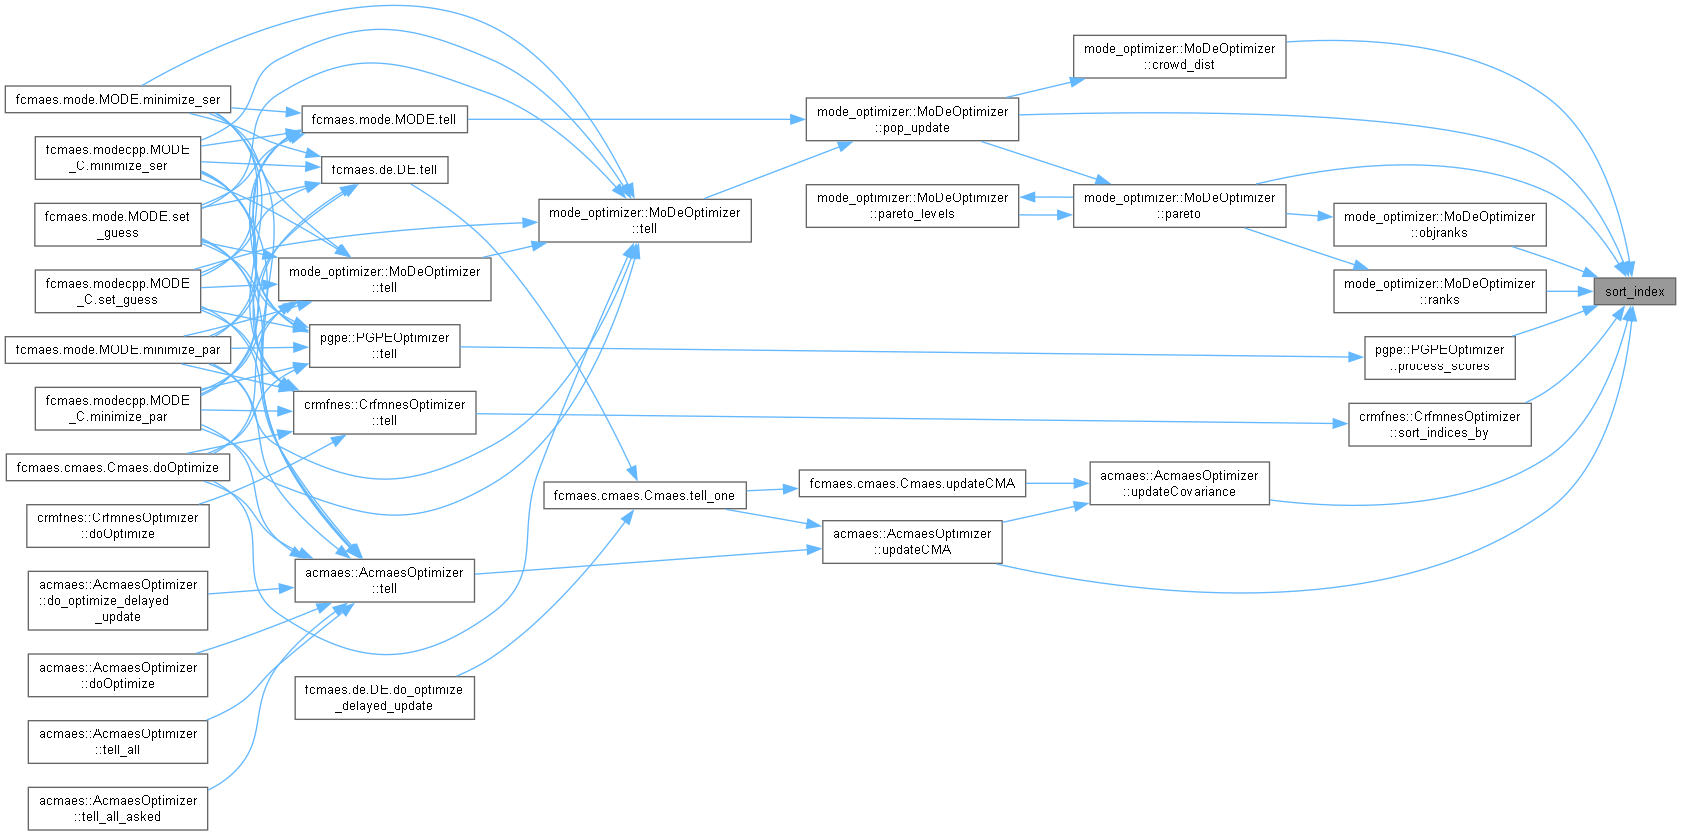 fcmaes.mode.MODE.minimize_ser
fcmaes.modecpp.MODE
_C.minimize_ser
fcmaes.mode.MODE.set
_guess
fcmaes.modecpp.MODE
_C.set_guess
fcmaes.mode.MODE.minimize_par
fcmaes.modecpp.MODE
_C.minimize_par
fcmaes.cmaes.Cmaes.doOptimize
crmfnes::CrfmnesOptimizer
::doOptimize
acmaes::AcmaesOptimizer
::do_optimize_delayed
_update
acmaes::AcmaesOptimizer
::doOptimize
acmaes::AcmaesOptimizer
::tell_all
acmaes::AcmaesOptimizer
::tell_all_asked
fcmaes.mode.MODE.tell
fcmaes.de.DE.tell
mode_optimizer::MoDeOptimizer
::tell
pgpe::PGPEOptimizer
::tell
crmfnes::CrfmnesOptimizer
::tell
acmaes::AcmaesOptimizer
::tell
fcmaes.de.DE.do_optimize
_delayed_update
mode_optimizer::MoDeOptimizer
::tell
fcmaes.cmaes.Cmaes.tell_one
mode_optimizer::MoDeOptimizer
::pop_update
mode_optimizer::MoDeOptimizer
::pareto_levels
fcmaes.cmaes.Cmaes.updateCMA
acmaes::AcmaesOptimizer
::updateCMA
mode_optimizer::MoDeOptimizer
::crowd_dist
mode_optimizer::MoDeOptimizer
::pareto
acmaes::AcmaesOptimizer
::updateCovariance
mode_optimizer::MoDeOptimizer
::objranks
mode_optimizer::MoDeOptimizer
::ranks
pgpe::PGPEOptimizer
::process_scores
crmfnes::CrfmnesOptimizer
::sort_indices_by
sort_index